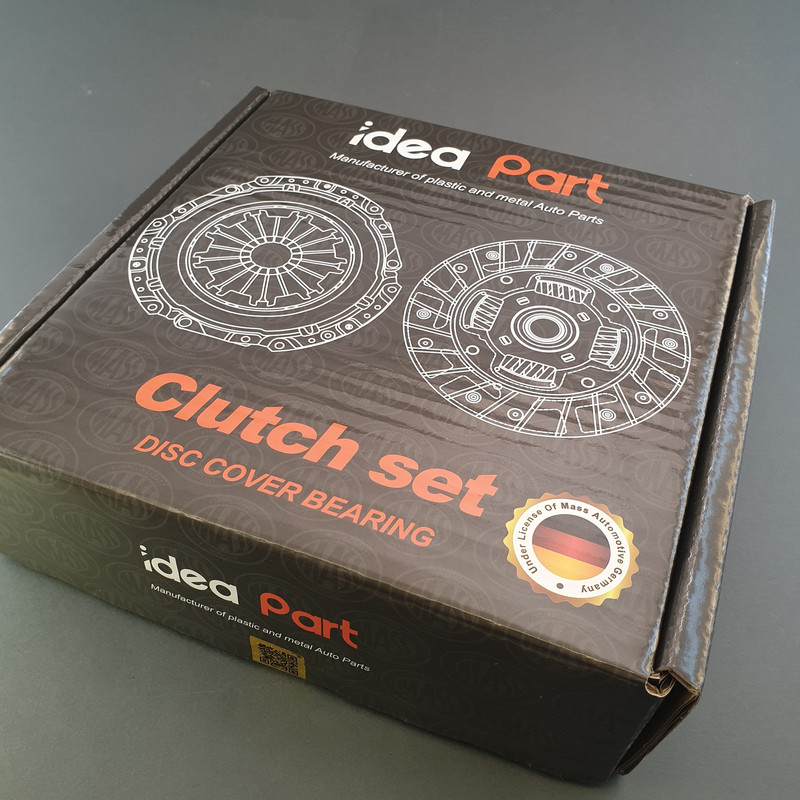 idea Part
Manufacturer of plastic and metal Auto Parts
Clutch set
DISC COVER BEARING
Under License Of Mass Automotive Germany
idea Part
Manufacturer of plastic and metal Auto Parts
MASS